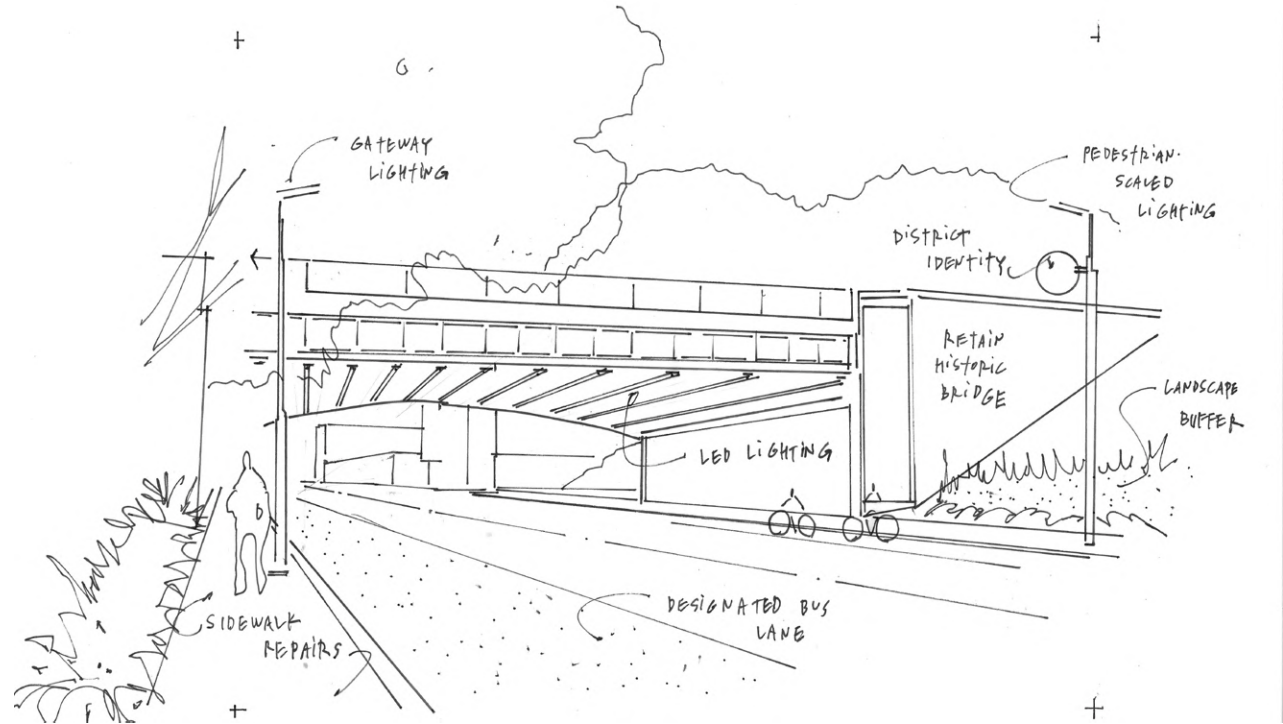 GATEWAY
LIGHTING
PEDESTRIAN-
SCALED
LIGHTING
DISTRICT
IDENTITY
RETAIN
HISTORIC
BRIDGE
LANDSCAPE
BUFFER
LED LIGHTING
DESIGNATED BUS
LANE
SIDEWALK
REPAIRS